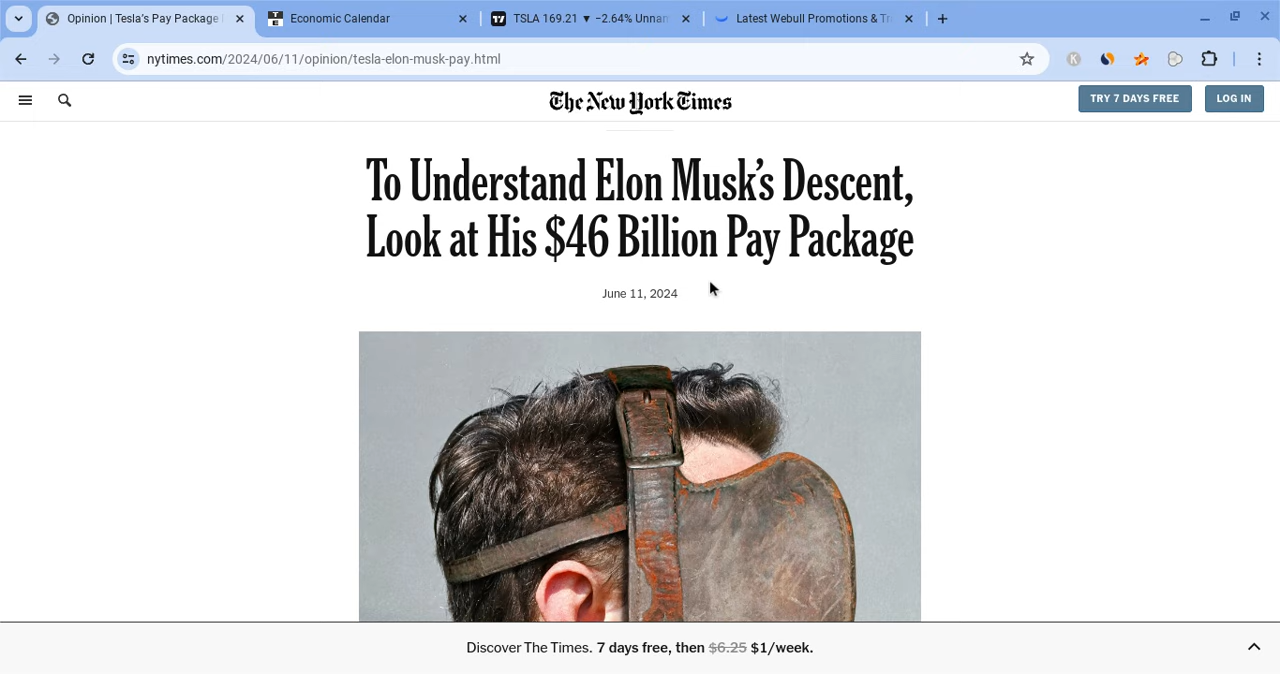 Opinion | Tesla's Pay Package
Economic Calendar
TSLA 169.21 ▼ −2.64% Unnam
Latest Webull Promotions & Tr
nytimes.com/2024/06/11/opinion/tesla-elon-musk-pay.html
The New York Times
TRY 7 DAYS FREE
LOG IN
To Understand Elon Musk’s Descent,
Look at His $46 Billion Pay Package
June 11, 2024
Discover The Times. 7 days free, then $6.25 $1/week.